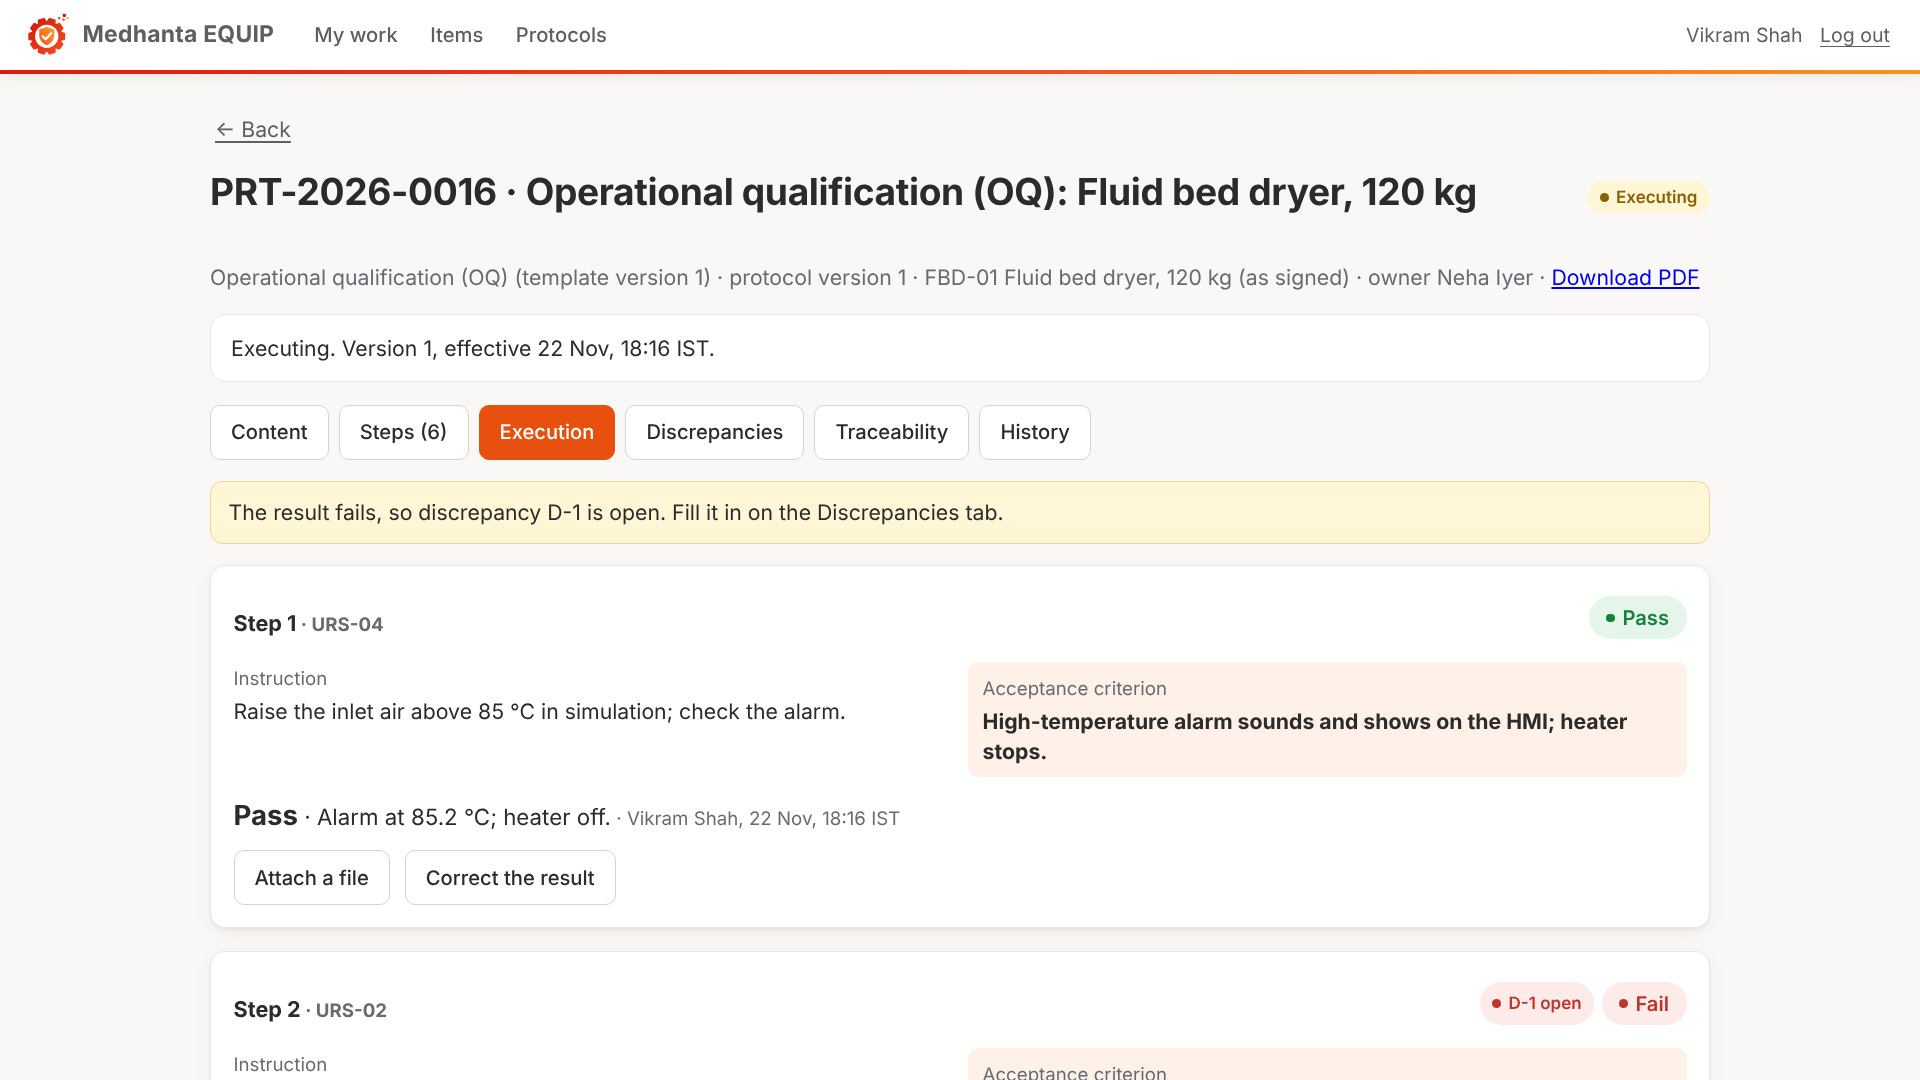 Medhanta EQUIP My work Items Protocols Vikram Shah Log out
← Back
PRT-2026-0016 · Operational qualification (OQ): Fluid bed dryer, 120 kg
Executing
Operational qualification (OQ) (template version 1) · protocol version 1 · FBD-01 Fluid bed dryer, 120 kg (as signed) · owner Neha Iyer · Download PDF
Executing. Version 1, effective 22 Nov, 18:16 IST.
Content Steps (6) Execution Discrepancies Traceability History
The result fails, so discrepancy D-1 is open. Fill it in on the Discrepancies tab.
Step 1 · URS-04
Pass
Instruction
Raise the inlet air above 85 °C in simulation; check the alarm.
Acceptance criterion
High-temperature alarm sounds and shows on the HMI; heater
stops.
Pass · Alarm at 85.2 °C; heater off. · Vikram Shah, 22 Nov, 18:16 IST
Attach a file Correct the result
Step 2 · URS-02
D-1 open Fail
Instruction
Acceptance criterion